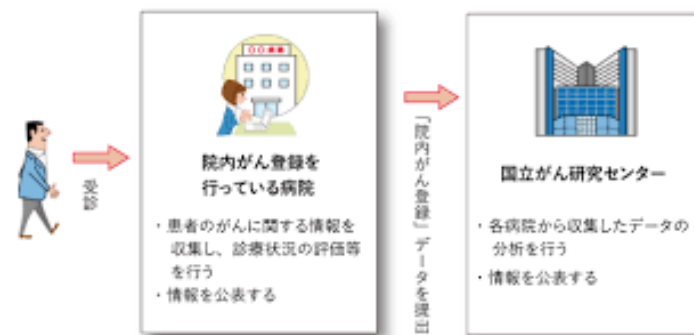 受診
○○病院
院内がん登録を
行っている病院
・患者のがんに関する情報を
収集し、診療状況の評価等
を行う
・情報を公表する
「院内がん登録」データを提出
国立がん研究センター
・各病院から収集したデータの
分析を行う
・情報を公表する